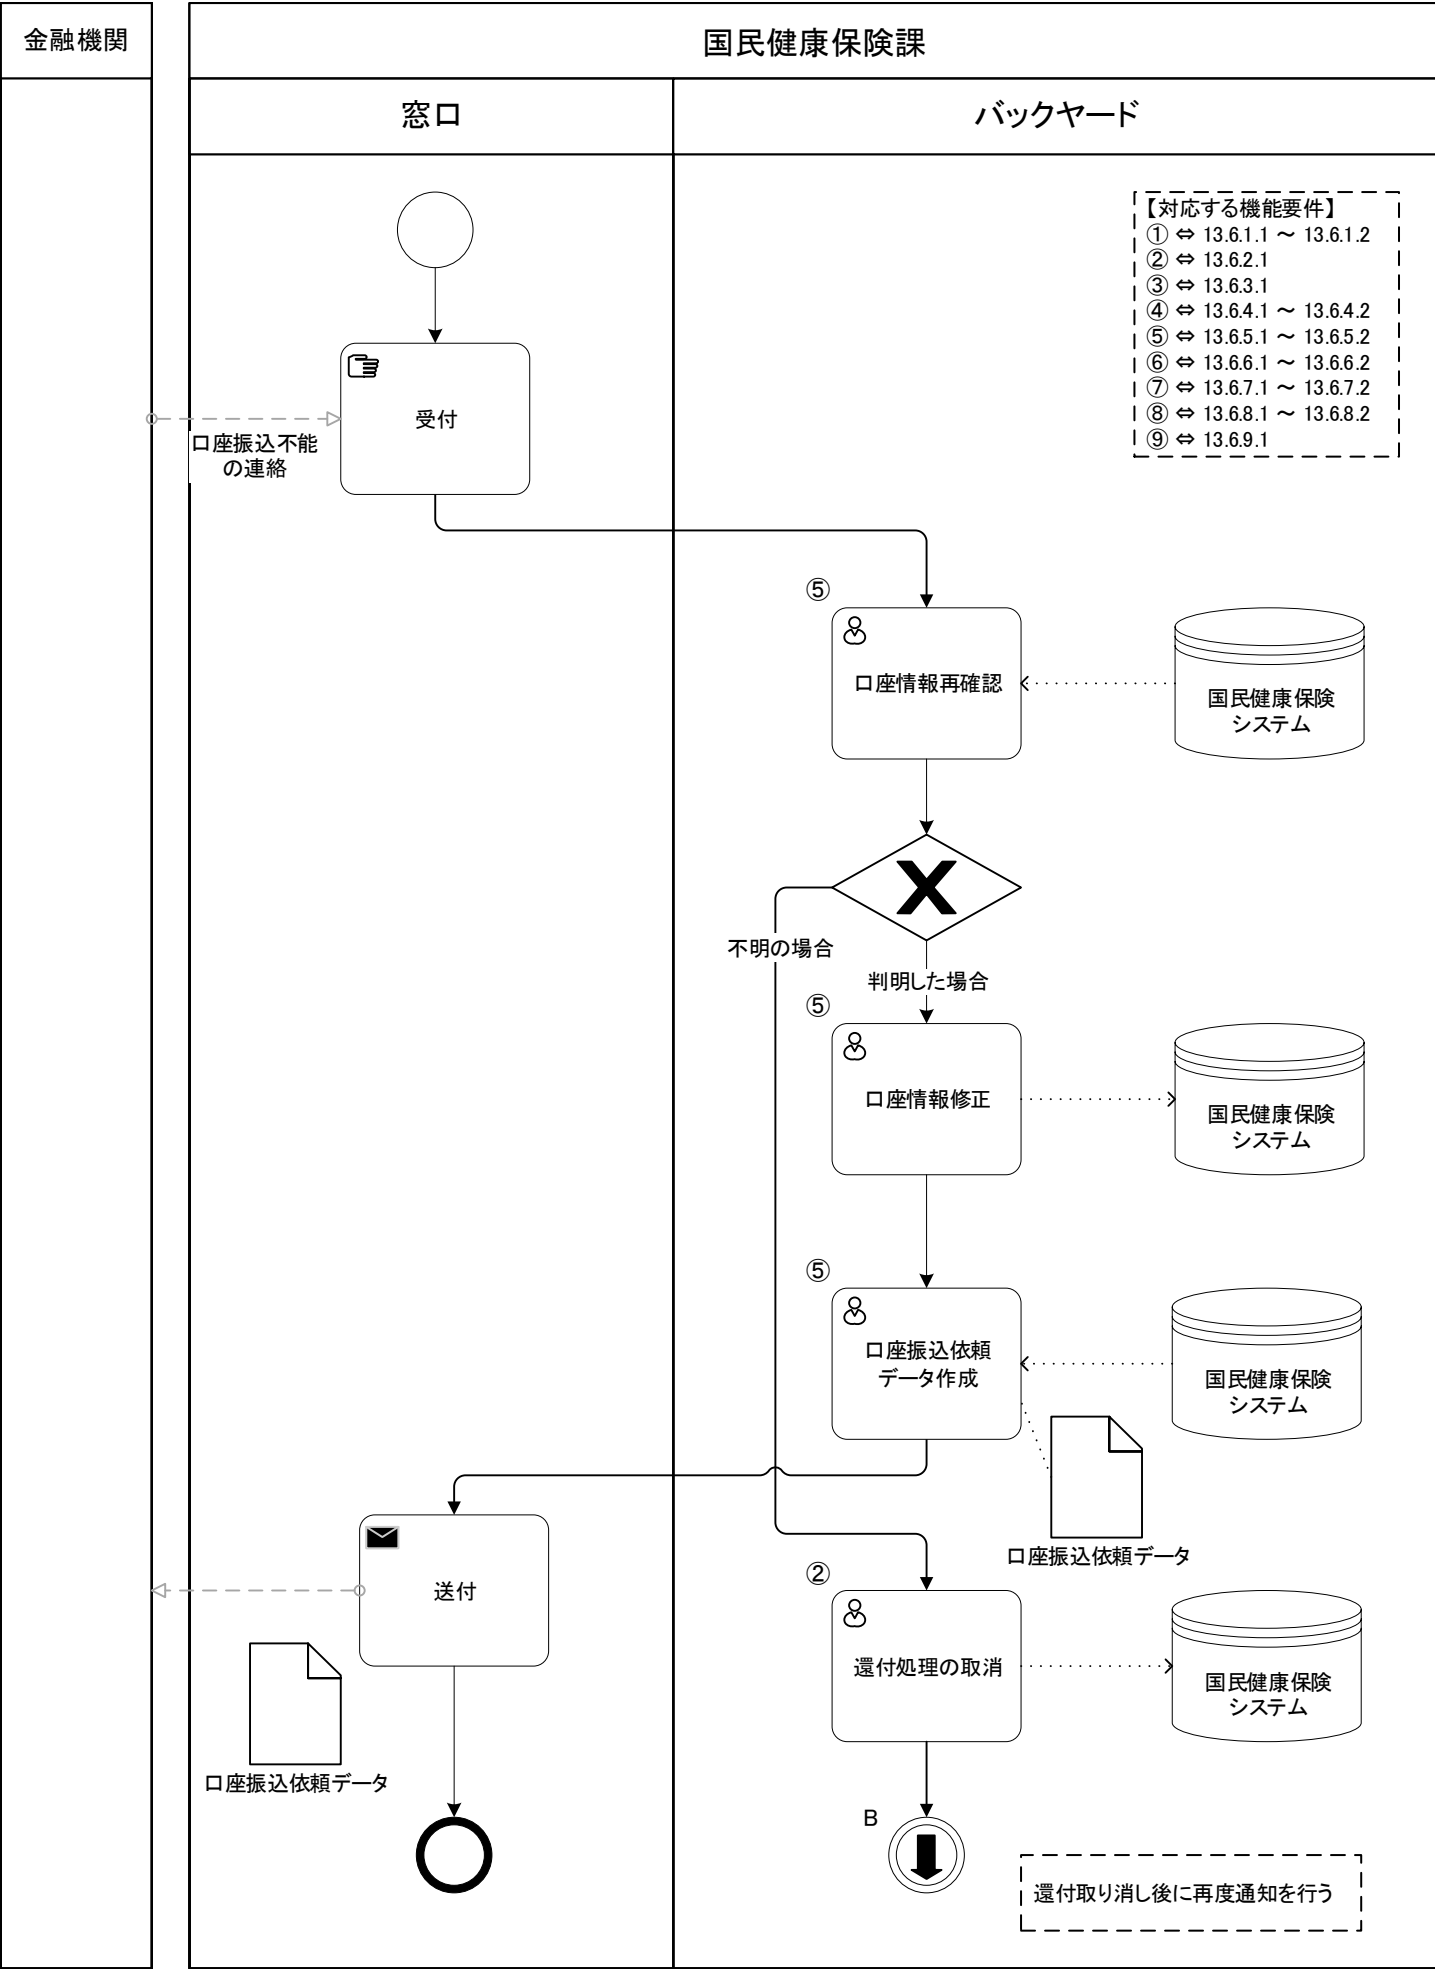 金融機関
国民健康保険課
窓口
バックヤード
【対応する機能要件】
① ⇔ 13.6.1.1 ～ 13.6.1.2
② ⇔ 13.6.2.1
③ ⇔ 13.6.3.1
④ ⇔ 13.6.4.1 ～ 13.6.4.2
⑤ ⇔ 13.6.5.1 ～ 13.6.5.2
⑥ ⇔ 13.6.6.1 ～ 13.6.6.2
⑦ ⇔ 13.6.7.1 ～ 13.6.7.2
⑧ ⇔ 13.6.8.1 ～ 13.6.8.2
⑨ ⇔ 13.6.9.1
受付
口座振込不能
の連絡
⑤
口座情報再確認
国民健康保険
システム
不明の場合
判明した場合
⑤
口座情報修正
国民健康保険
システム
⑤
口座振込依頼
データ作成
国民健康保険
システム
口座振込依頼データ
送付
口座振込依頼データ
②
還付処理の取消
国民健康保険
システム
B
還付取り消し後に再度通知を行う